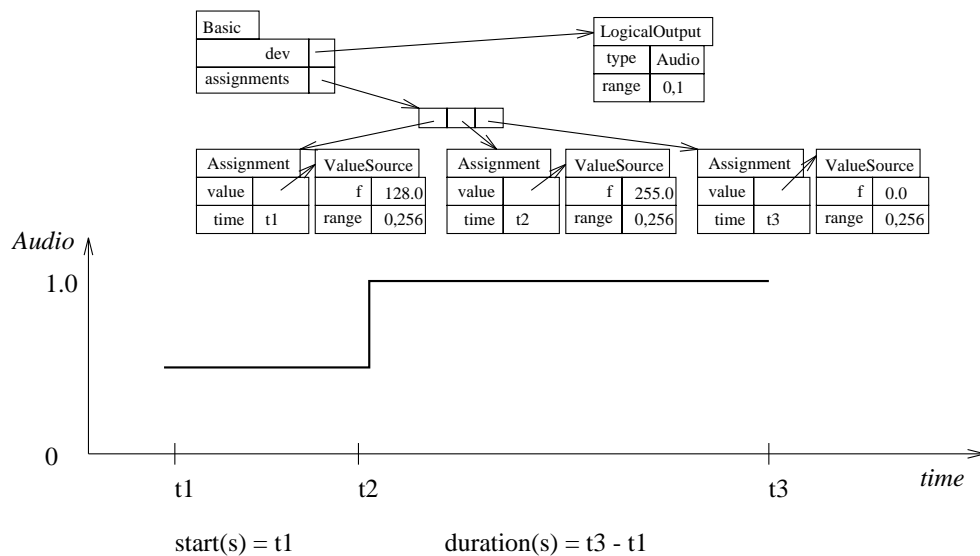 Basic
dev
assignments
LogicalOutput
type Audio
range 0,1
Assignment ValueSource Assignment ValueSource Assignment ValueSource
value f 128.0 value f 255.0 value f 0.0
time t1 range 0,256 time t2 range 0,256 time t3 range 0,256
Audio
1.0
0
t1 t2 t3 time
start(s) = t1 duration(s) = t3 - t1